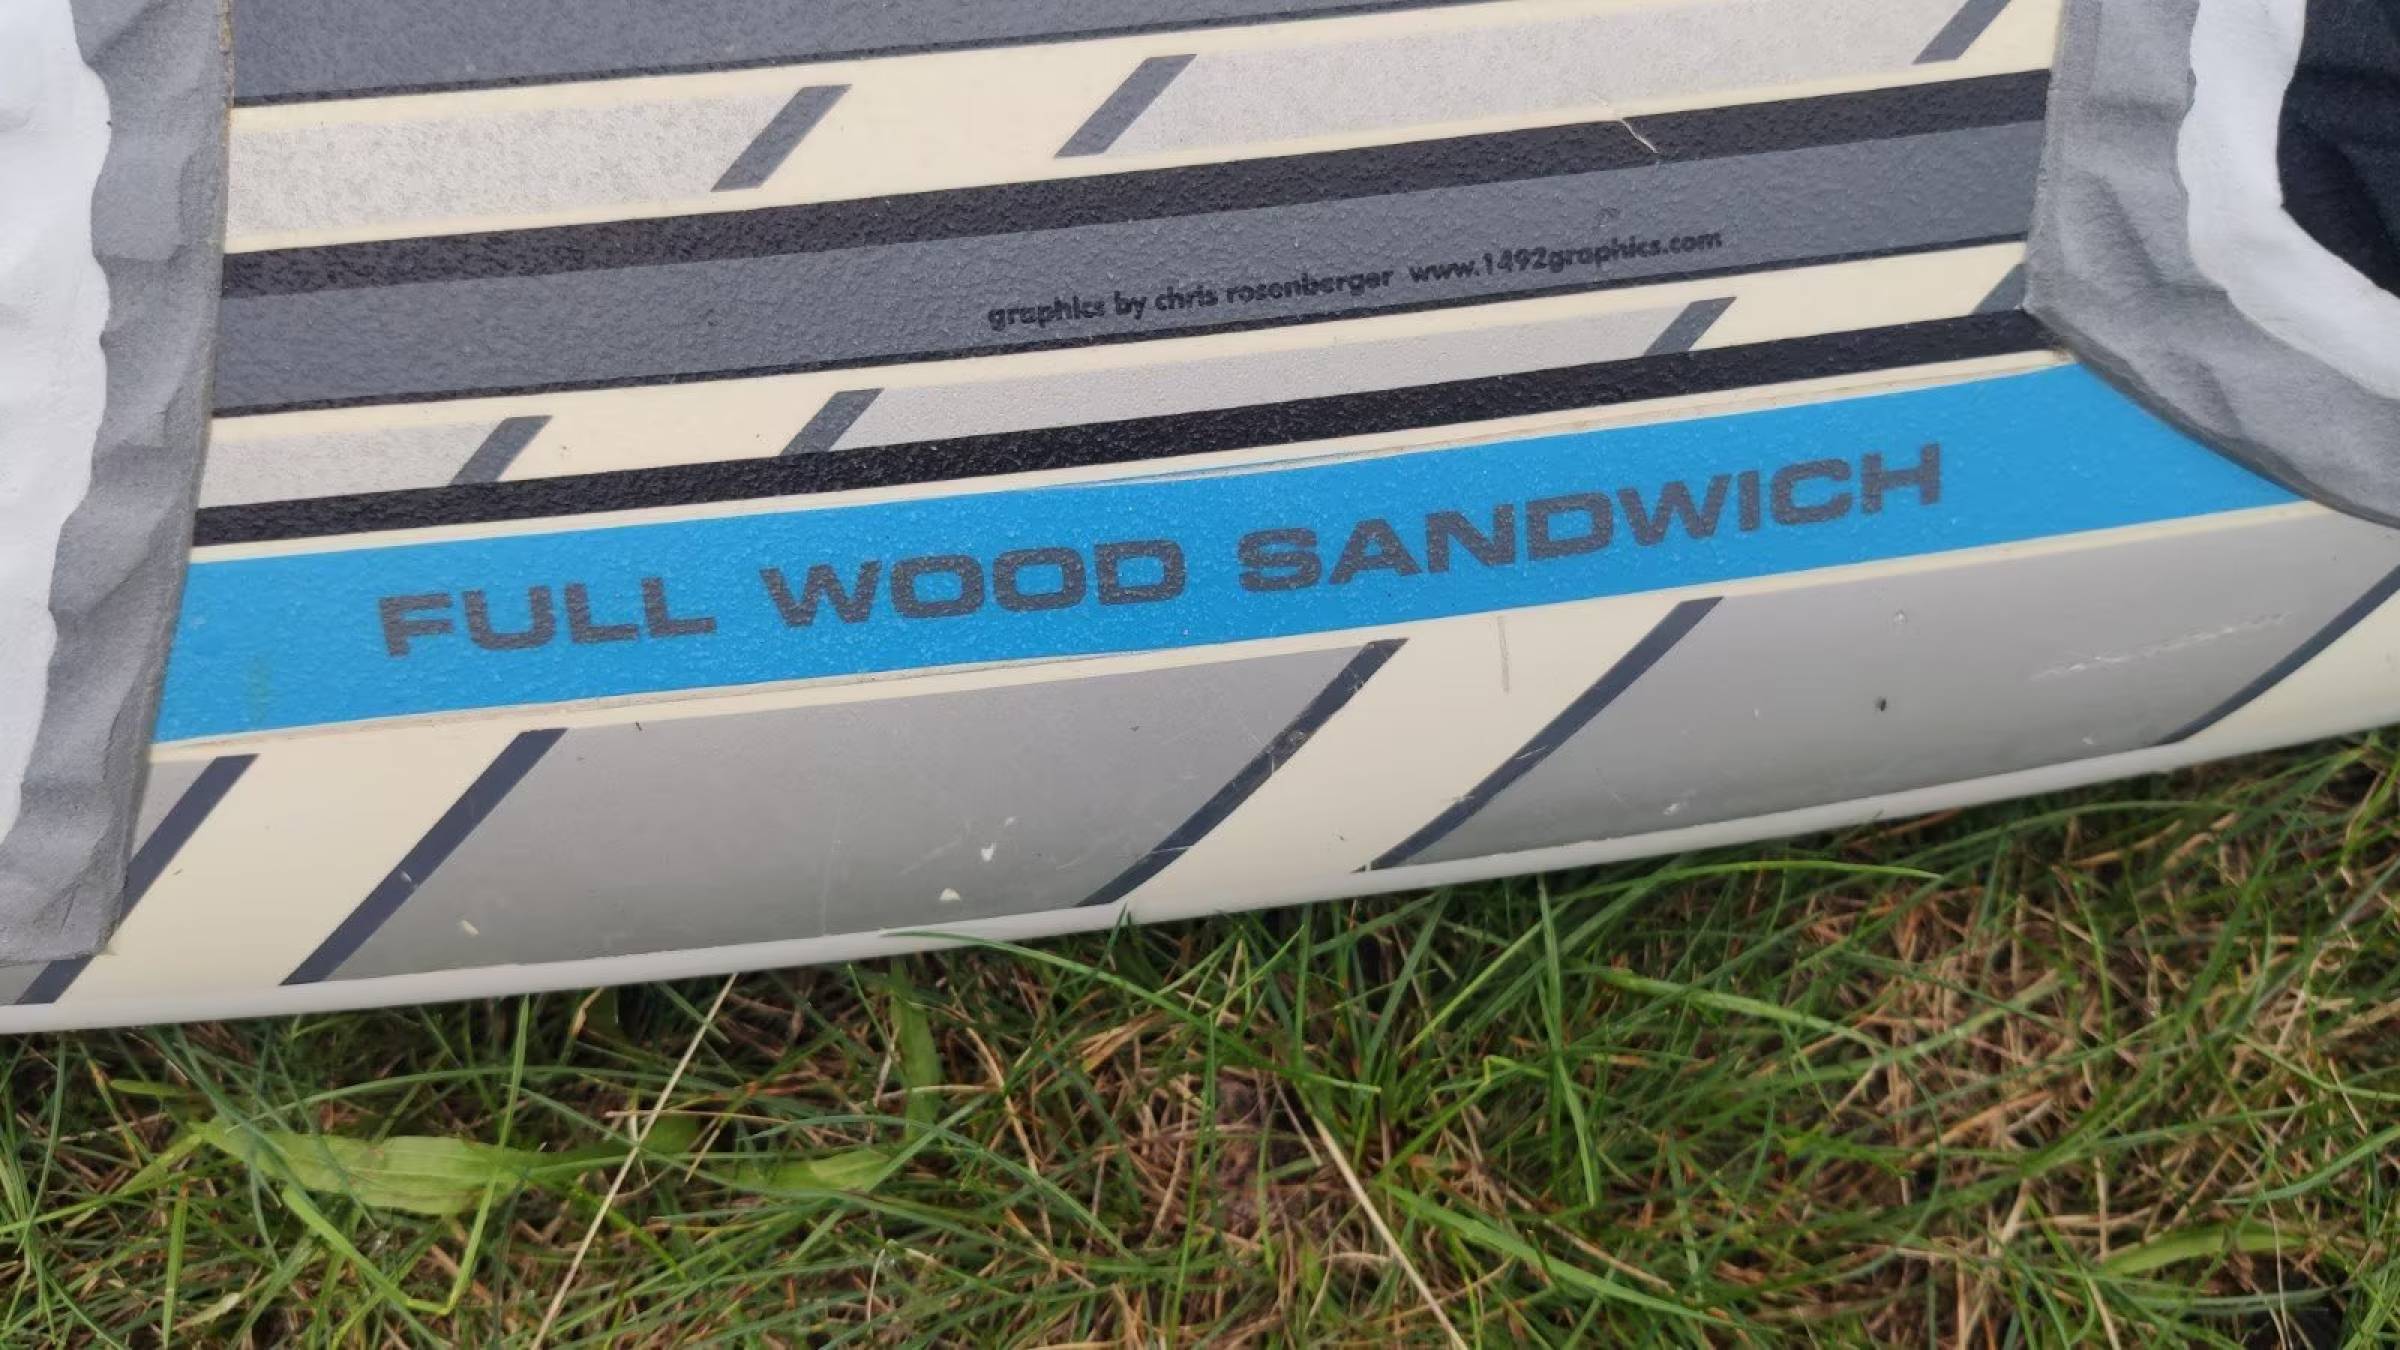 graphics by chris rosenberger www.1492graphics.com
FULL WOOD SANDWICH